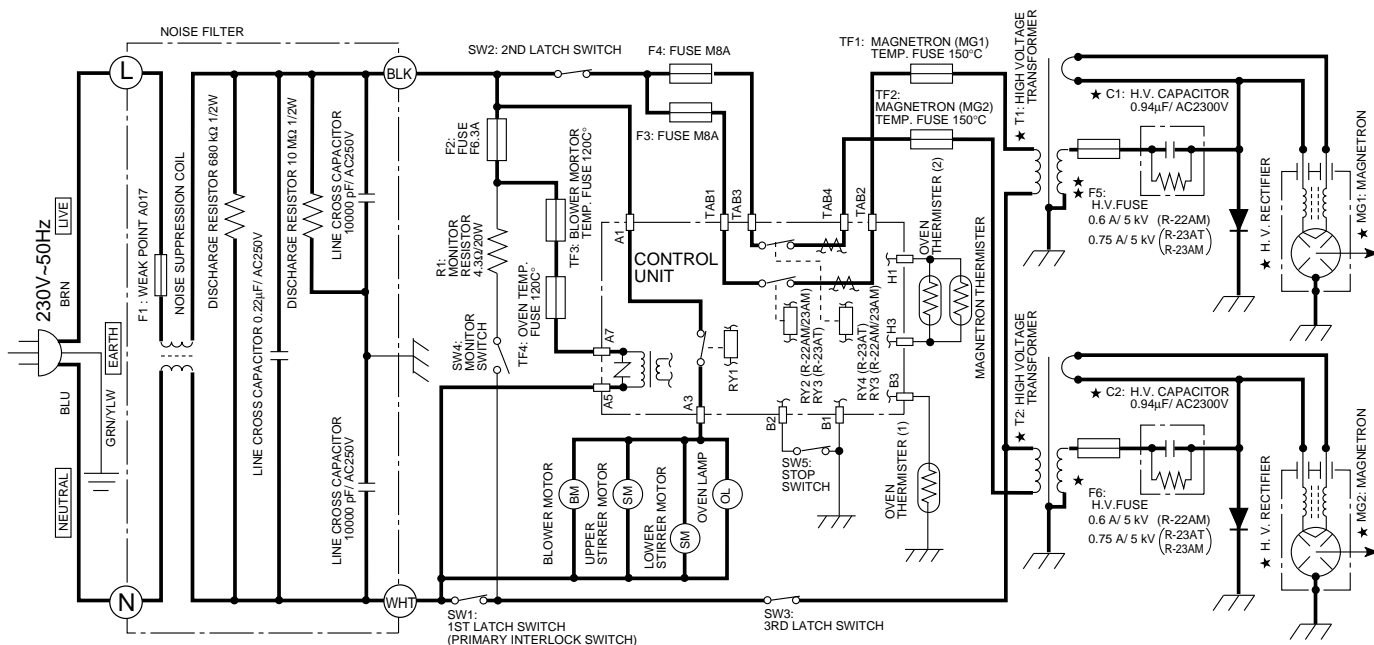 NOISE FILTER
L
BLK
N
WHT
230V~50Hz
LIVE
BRN
EARTH
BLU
GRN/YLW
NEUTRAL
F1: WEAK POINT A017
NOISE SUPPRESSION COIL
DISCHARGE RESISTOR 680 kΩ 1/2W
LINE CROSS CAPACITOR 0.22µF/ AC250V
DISCHARGE RESISTOR 10 MΩ 1/2W
LINE CROSS CAPACITOR
10000 pF/ AC250V
LINE CROSS CAPACITOR
10000 pF/ AC250V
SW2: 2ND LATCH SWITCH
F4: FUSE M8A
F3: FUSE M8A
F2:
FUSE
F6.3A
TF3: BLOWER MORTOR
TEMP. FUSE 120C°
R1:
MONITOR
RESISTOR
4.3Ω/20W
TF4: OVEN TEMP.
FUSE 120C°
SW4:
MONITOR
SWITCH
A1
TAB1
TAB3
TAB4
TAB2
CONTROL
UNIT
A7
A5
RY1
A3
RY2 (R-22AM/23AM)
RY3 (R-23AT)
RY4 (R-23AT)
RY3 (R-22AM/23AM)
H1
H3
B3
B2
B1
SW5:
STOP
SWITCH
OVEN
THERMISTER (2)
MAGNETRON THERMISTER
OVEN
THERMISTER (1)
BLOWER MOTOR
BM
UPPER
STIRRER MOTOR
SM
LOWER
STIRRER MOTOR
SM
OVEN LAMP
OL
SW1:
1ST LATCH SWITCH
(PRIMARY INTERLOCK SWITCH)
SW3:
3RD LATCH SWITCH
TF1: MAGNETRON (MG1)
TEMP. FUSE 150°C
TF2:
MAGNETRON (MG2)
TEMP. FUSE 150°C
★ T1: HIGH VOLTAGE
TRANSFORMER
★ C1: H.V. CAPACITOR
0.94µF/ AC2300V
★
★ F5:
H.V.FUSE
0.6 A/ 5 kV (R-22AM)
0.75 A/ 5 kV (R-23AT
R-23AM)
★ H. V. RECTIFIER
★ MG1: MAGNETRON
★ T2: HIGH VOLTAGE
TRANSFORMER
★ C2: H.V. CAPACITOR
0.94µF/ AC2300V
★
F6:
H.V.FUSE
0.6 A/ 5 kV (R-22AM)
0.75 A/ 5 kV (R-23AT
R-23AM)
★ H. V. RECTIFIER
★ MG2: MAGNETRON